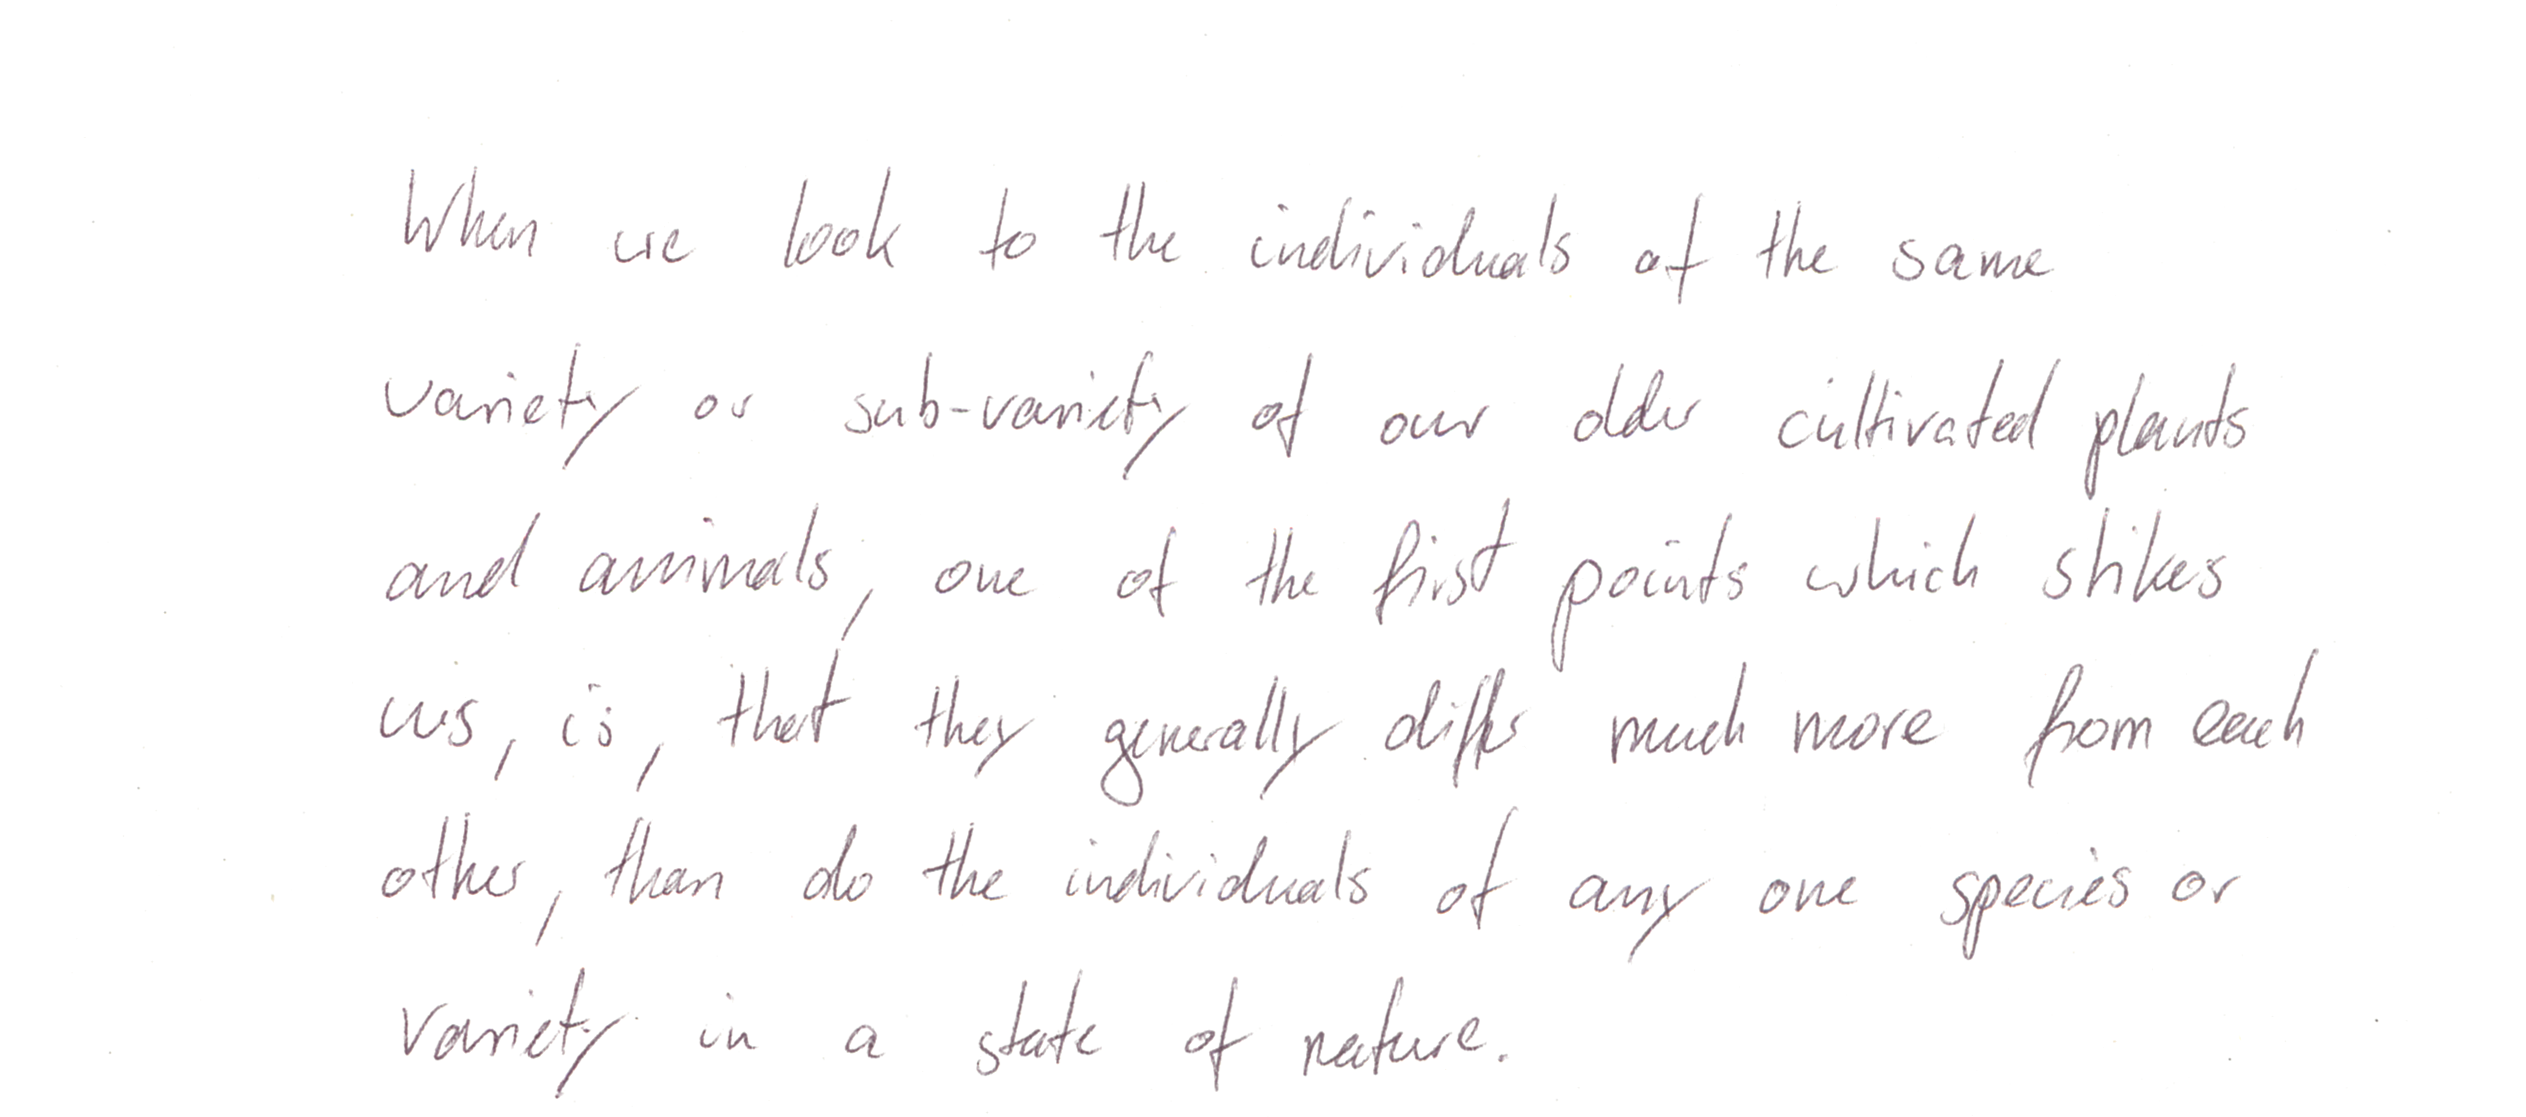 When we look to the individuals of the same
variety or sub-variety of our older cultivated plants
and animals, one of the first points which strikes
us, is, that they generally differ much more from each
other, than do the individuals of any one species or
variety in a state of nature.